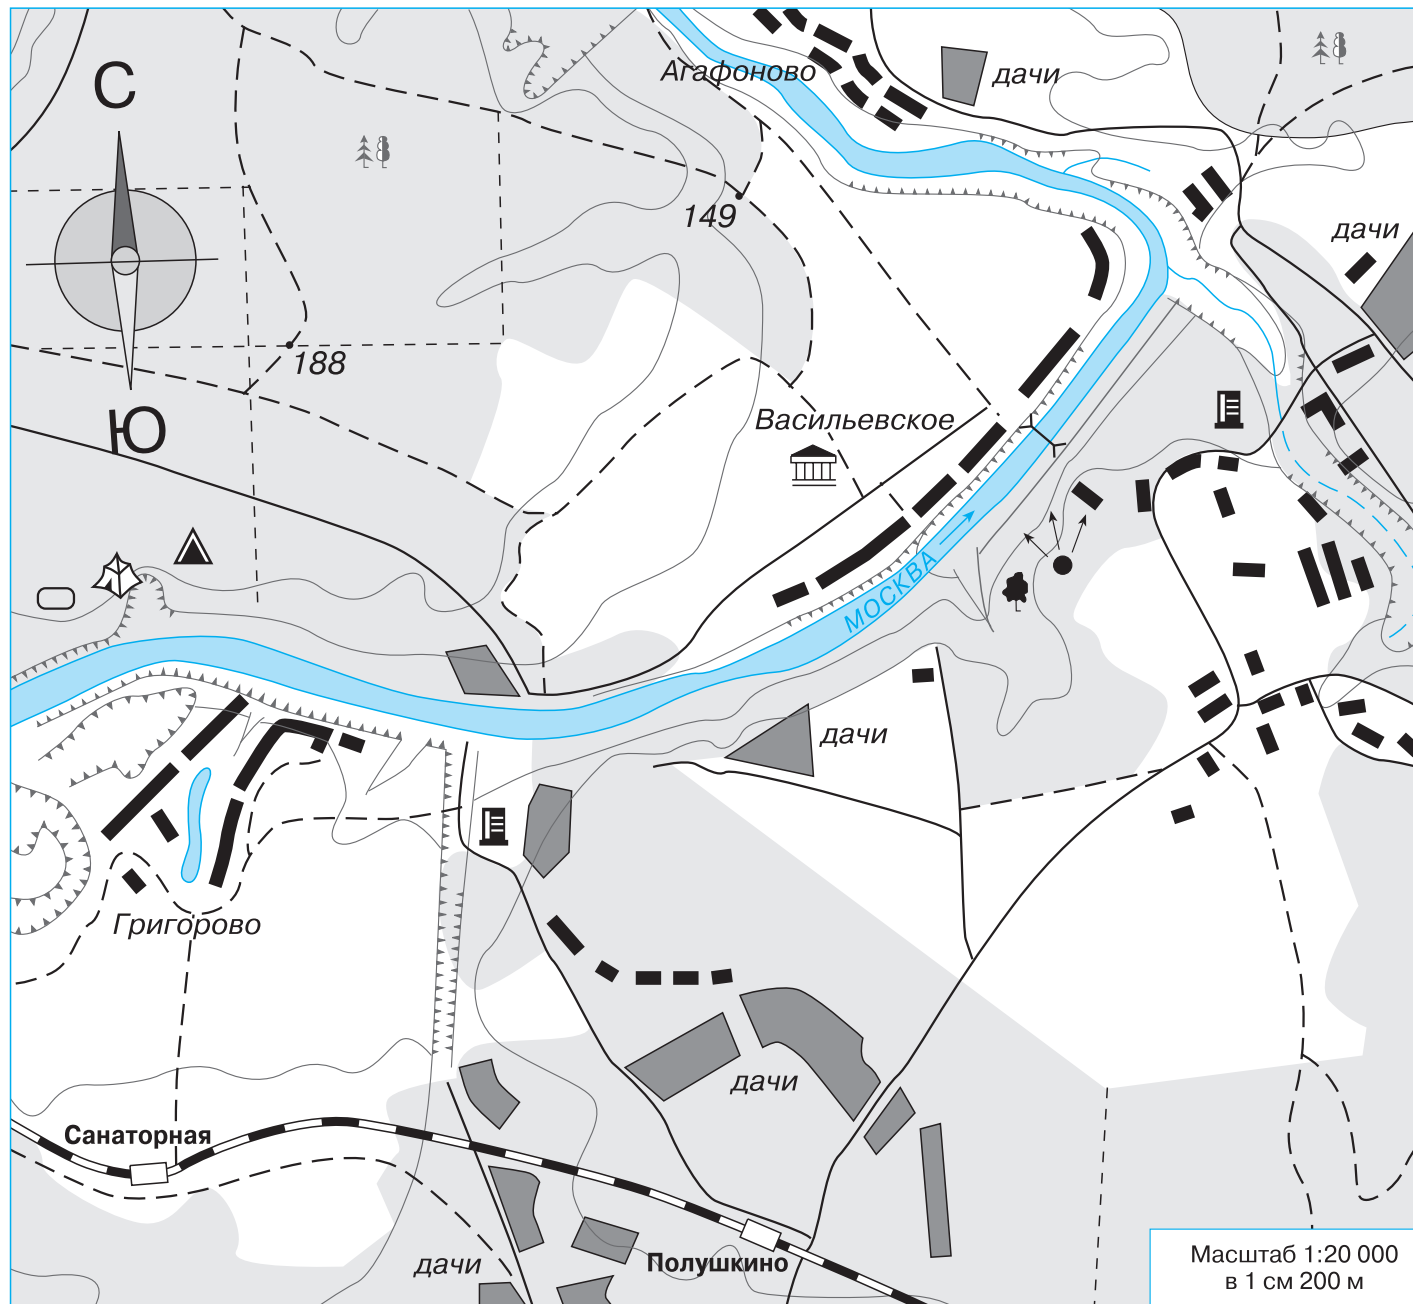 Агафоново
дачи
С
149
дачи
188
Васильевское
Ю
МОСКВА
дачи
Григорово
дачи
Санаторная
дачи
Полушкино
Масштаб 1:20 000
в 1 см 200 м